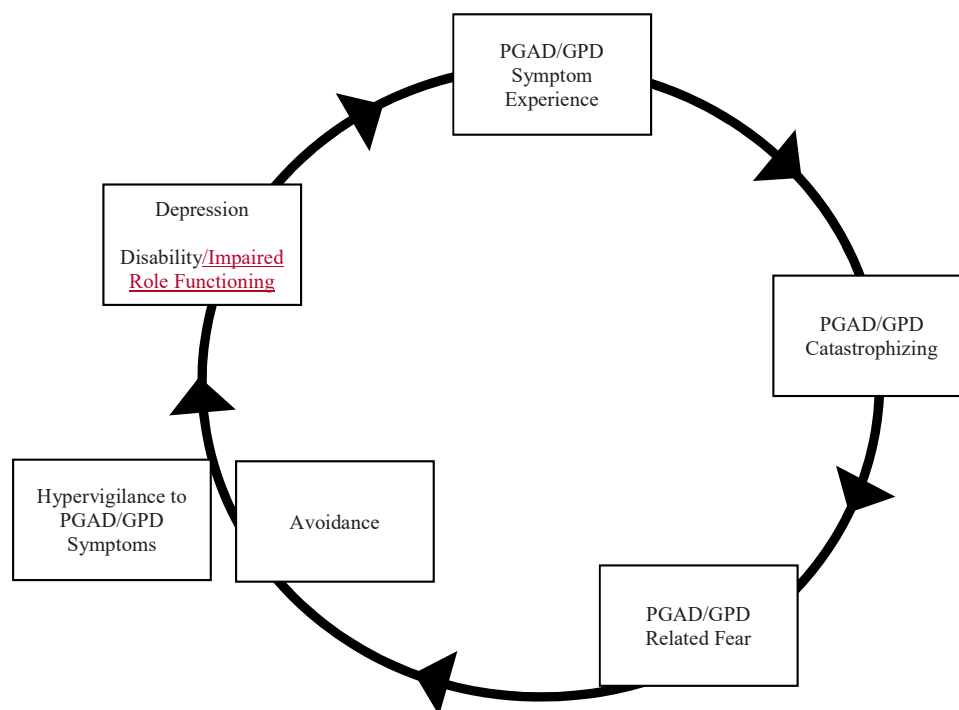 PGAD/GPD
Symptom
Experience
Depression
Disability/Impaired
Role Functioning
PGAD/GPD
Catastrophizing
Hypervigilance to
PGAD/GPD
Symptoms
Avoidance
PGAD/GPD
Related Fear